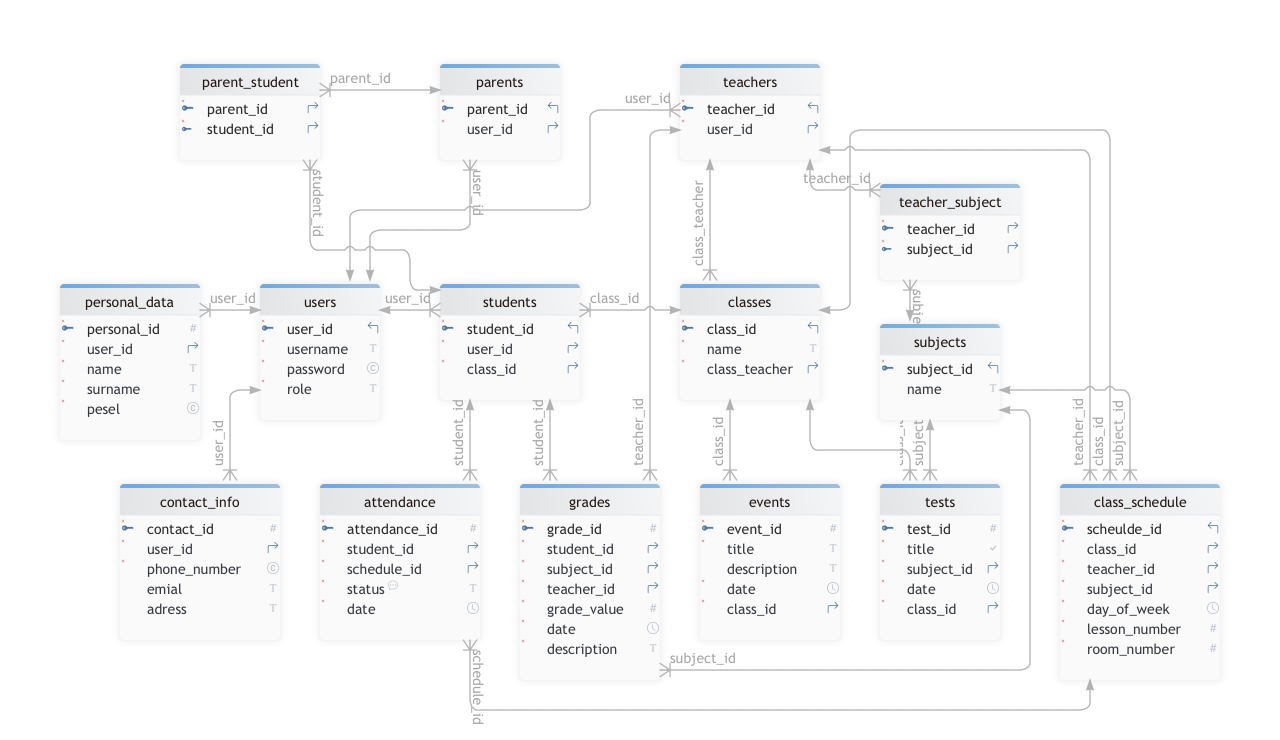 parent_student
parent_id
student_id
parent_id
parents
parent_id
user_id
user_id
teachers
teacher_id
user_id
student_id
user_id
class_teacher
teacher_id
teacher_subject
teacher_id
subject_id
personal_data
personal_id #
user_id
name T
surname T
pesel ©
user_id
users
user_id
username T
password ©
role T
user_id
students
student_id
user_id
class_id
class_id
classes
class_id
name T
class_teacher
subje
subjects
subject_id
name T
user_id
student_id
student_id
teacher_id
class_id
subject
teacher_id
class_id
subject_id
contact_info
contact_id #
user_id
phone_number ©
emial T
adress T
attendance
attendance_id #
student_id
schedule_id
status T
date
grades
grade_id #
student_id
subject_id
teacher_id
grade_value #
date
description T
events
event_id #
title T
description T
date
class_id
tests
test_id #
title
subject_id
date
class_id
class_schedule
scheulde_id
class_id
teacher_id
subject_id
day_of_week
lesson_number #
room_number #
schedule_id
subject_id